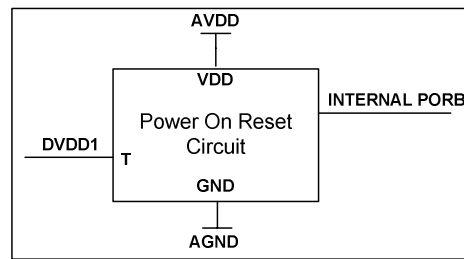 AVDD
VDD
INTERNAL PORB
Power On Reset
Circuit
DVDD1
T
GND
AGND